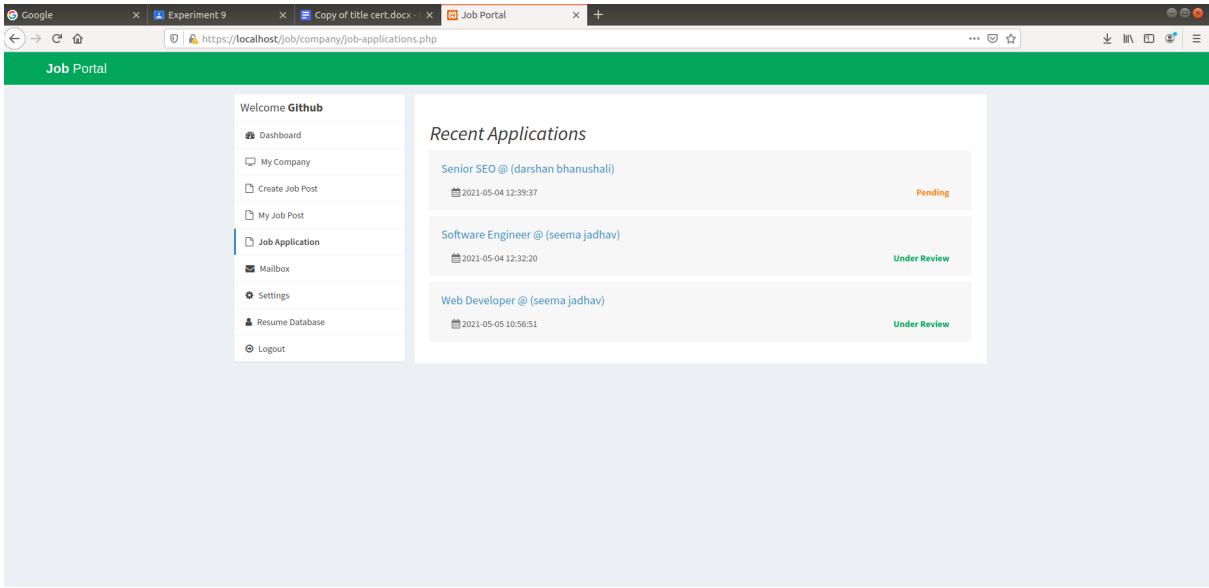 Google
Experiment 9
Copy of title cert.docx -
Job Portal
https://localhost/job/company/job-applications.php
Job Portal
Welcome Github
Dashboard
My Company
Create Job Post
My Job Post
Job Application
Mailbox
Settings
Resume Database
Logout
Recent Applications
Senior SEO @ (darshan bhanushali)
2021-05-04 12:39:37 Pending
Software Engineer @ (seema jadhav)
2021-05-04 12:32:20 Under Review
Web Developer @ (seema jadhav)
2021-05-05 10:56:51 Under Review